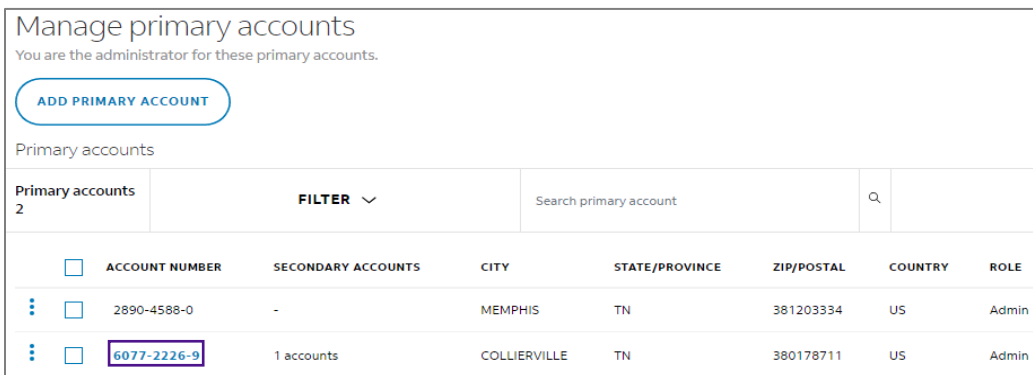 Manage primary accounts
You are the administrator for these primary accounts.
ADD PRIMARY ACCOUNT
Primary accounts
Primary accounts
2
FILTER
Search primary account
ACCOUNT NUMBER SECONDARY ACCOUNTS CITY STATE/PROVINCE ZIP/POSTAL COUNTRY ROLE
2890-4588-0 - MEMPHIS TN 381203334 US Admin
6077-2226-9 1 accounts COLLIERVILLE TN 380178711 US Admin